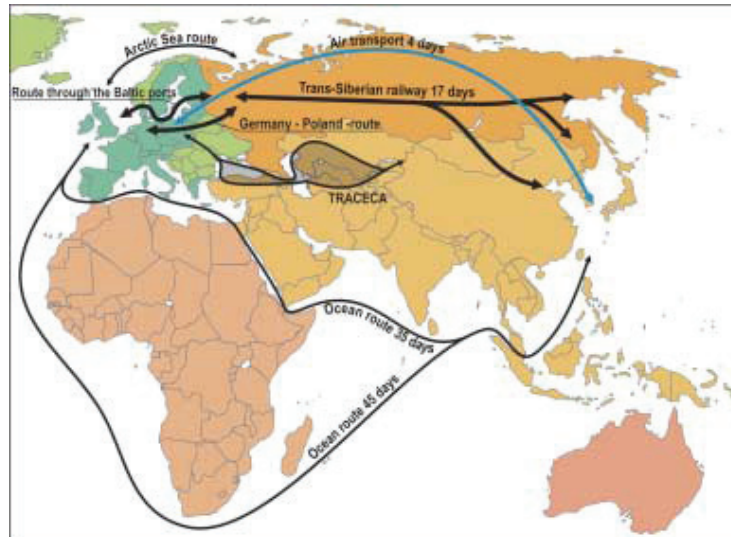 Arctic Sea route
Air transport 4 days
Route through the Baltic ports
Trans-Siberian railway 17 days
Germany - Poland -route
TRACECA
Ocean route 35 days
Ocean route 45 days